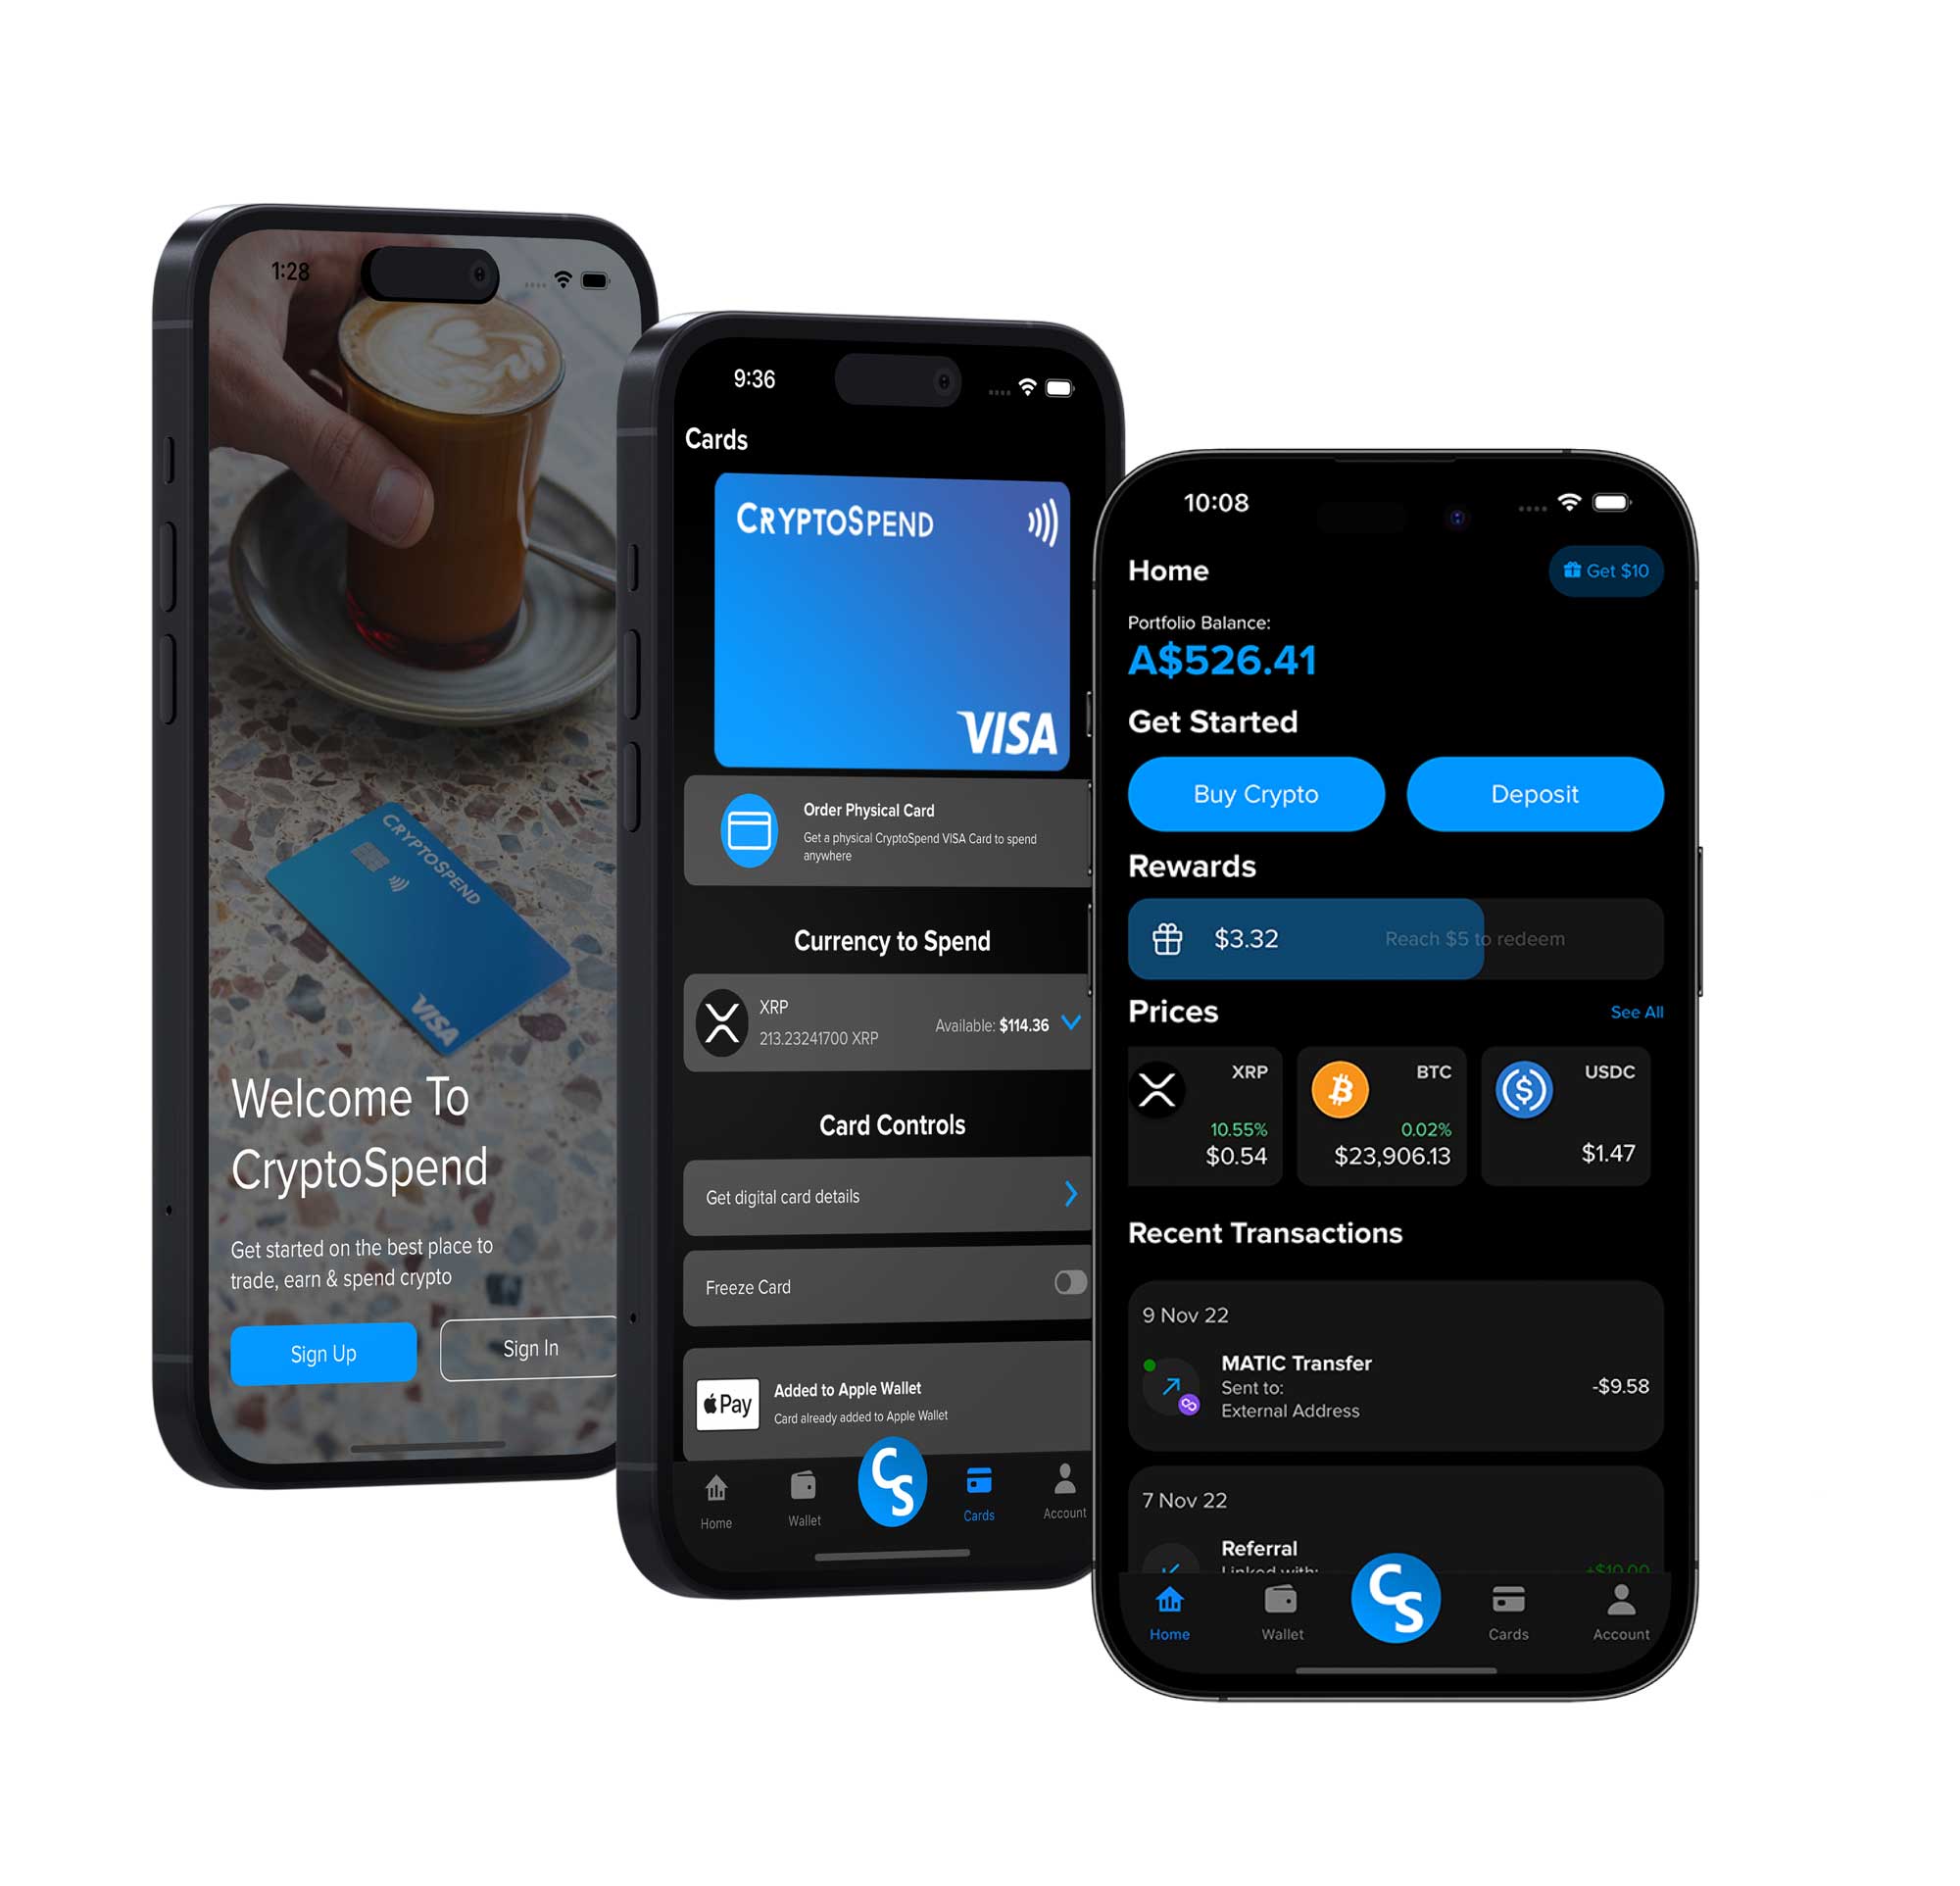 1:28
CRYPTOSPEND
VISA
Welcome To
CryptoSpend
Get started on the best place to
trade, earn & spend crypto
Sign Up
Sign In
9:36
Cards
CRYPTOSPEND
VISA
Order Physical Card
Get a physical CryptoSpend VISA Card to spend
anywhere
Currency to Spend
XRP
213.23241700 XRP
Available: $114.36
Card Controls
Get digital card details
Freeze Card
Pay
Added to Apple Wallet
Card already added to Apple Wallet
CS
Home
Wallet
Cards
Account
10:08
Home
Get $10
Portfolio Balance:
A$526.41
Get Started
Buy Crypto
Deposit
Rewards
$3.32
Reach $5 to redeem
Prices
See All
XRP
10.55%
$0.54
BTC
0.02%
$23,906.13
USDC
$1.47
Recent Transactions
9 Nov 22
MATIC Transfer
Sent to:
External Address
-$9.58
7 Nov 22
Referral
Linked with:
+$10.00
CS
Home
Wallet
Cards
Account